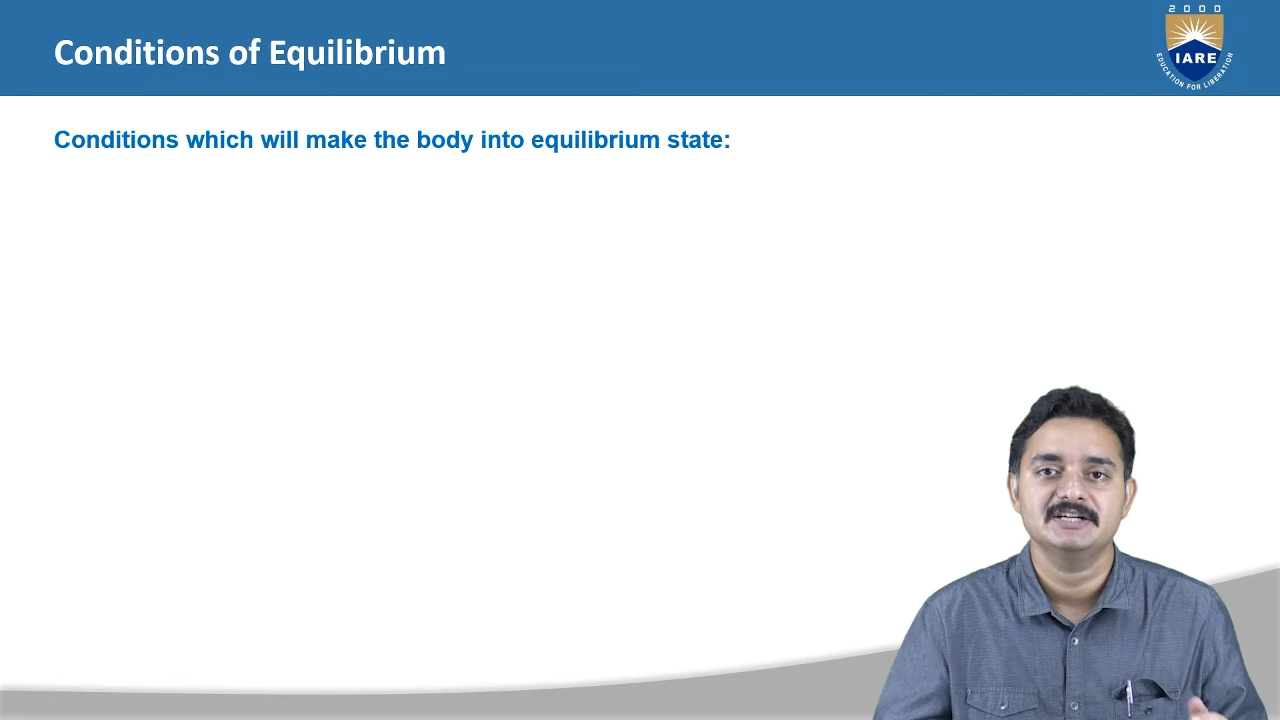 Conditions of Equilibrium
2000
IARE
EDUCATION FOR LIBERATION
Conditions which will make the body into equilibrium state: